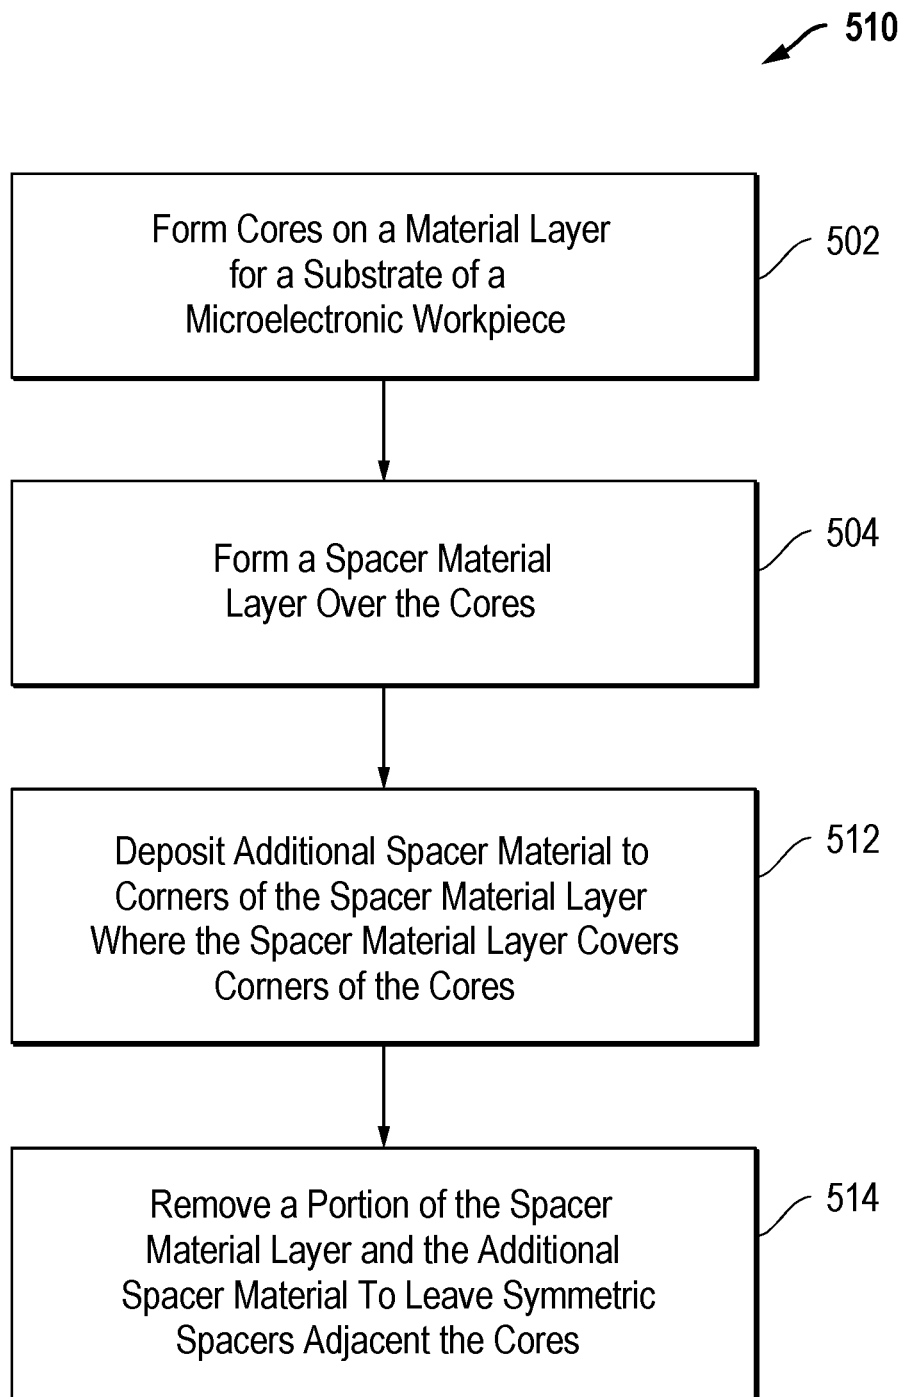 510
Form Cores on a Material Layer
for a Substrate of a
Microelectronic Workpiece
502
Form a Spacer Material
Layer Over the Cores
504
Deposit Additional Spacer Material to
Corners of the Spacer Material Layer
Where the Spacer Material Layer Covers
Corners of the Cores
512
Remove a Portion of the Spacer
Material Layer and the Additional
Spacer Material To Leave Symmetric
Spacers Adjacent the Cores
514